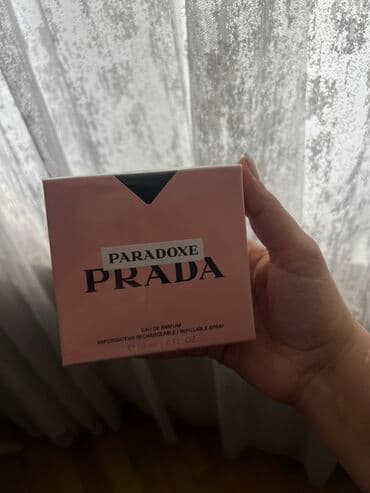 PARADOXE
PRADA
EAU DE PARFUM
VAPORISATEUR RECHARGEABLE / REFILLABLE SPRAY